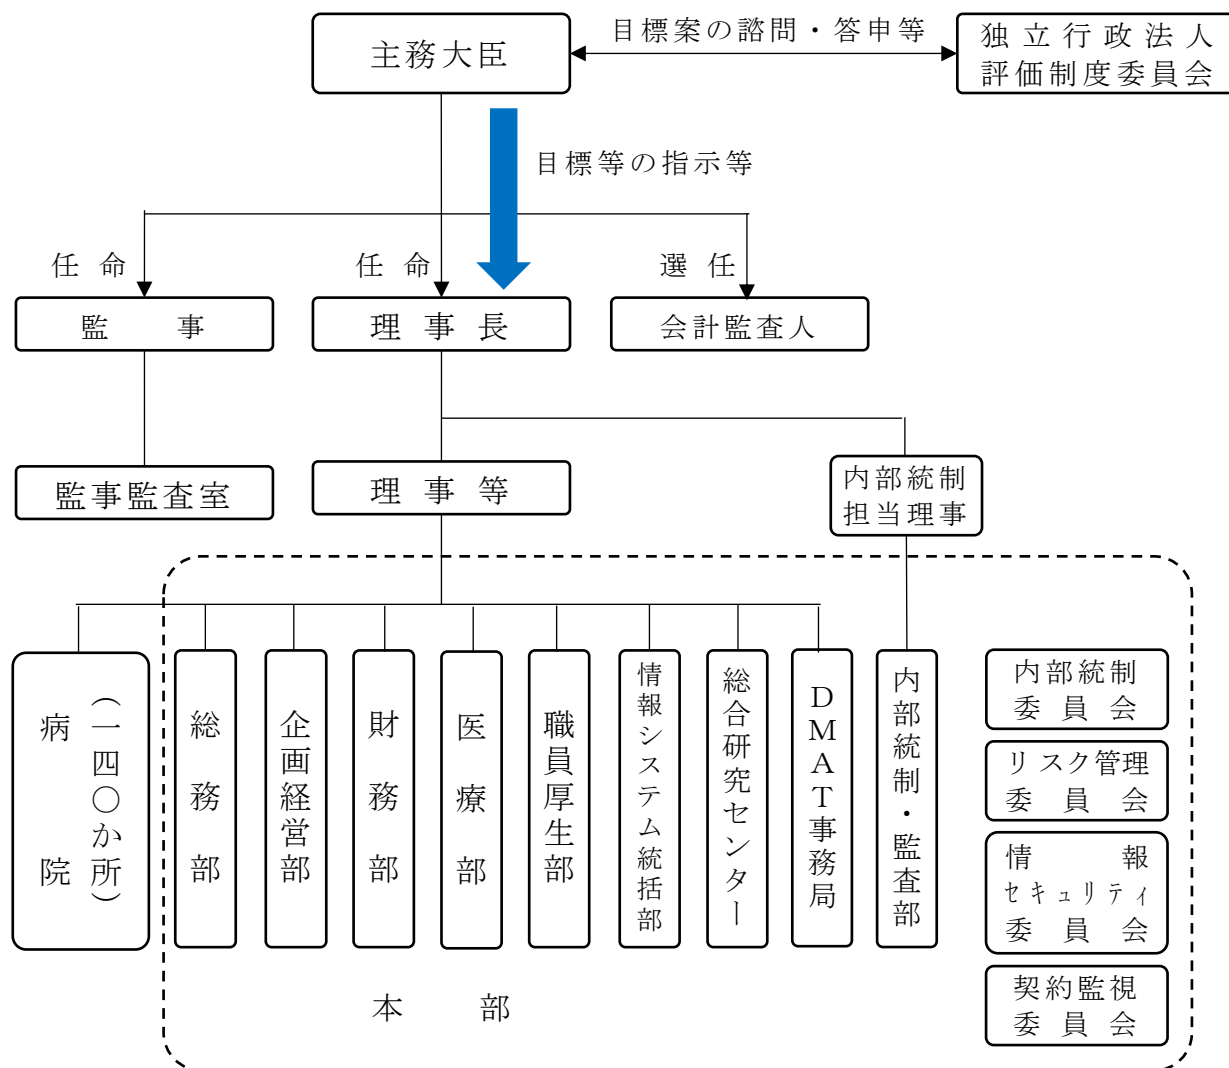 主務大臣
目標案の諮問・答申等
独立行政法人
評価制度委員会
目標等の指示等
任命
任命
選任
監事
理事長
会計監査人
監事監査室
理事等
内部統制
担当理事
病院
（一四〇か所）
総務部
企画経営部
財務部
医療部
職員厚生部
情報システム統括部
総合研究センター
DMAT事務局
内部統制・監査部
内部統制
委員会
リスク管理
委員会
情報
セキュリティ
委員会
契約監視
委員会
本部